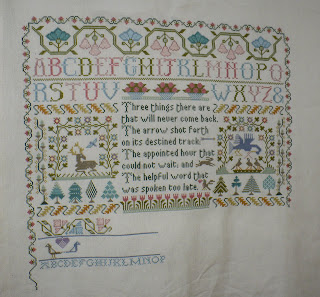 ABCDEFGHIJKLMNOPQ
RSTUV WXYZ&
Three things there are
that will never come back.
The arrow shot forth
on its destined track.
The appointed hour that
could not wait, and
The helpful word that
was spoken too late.
ABCDEFGHIJKLMNOP